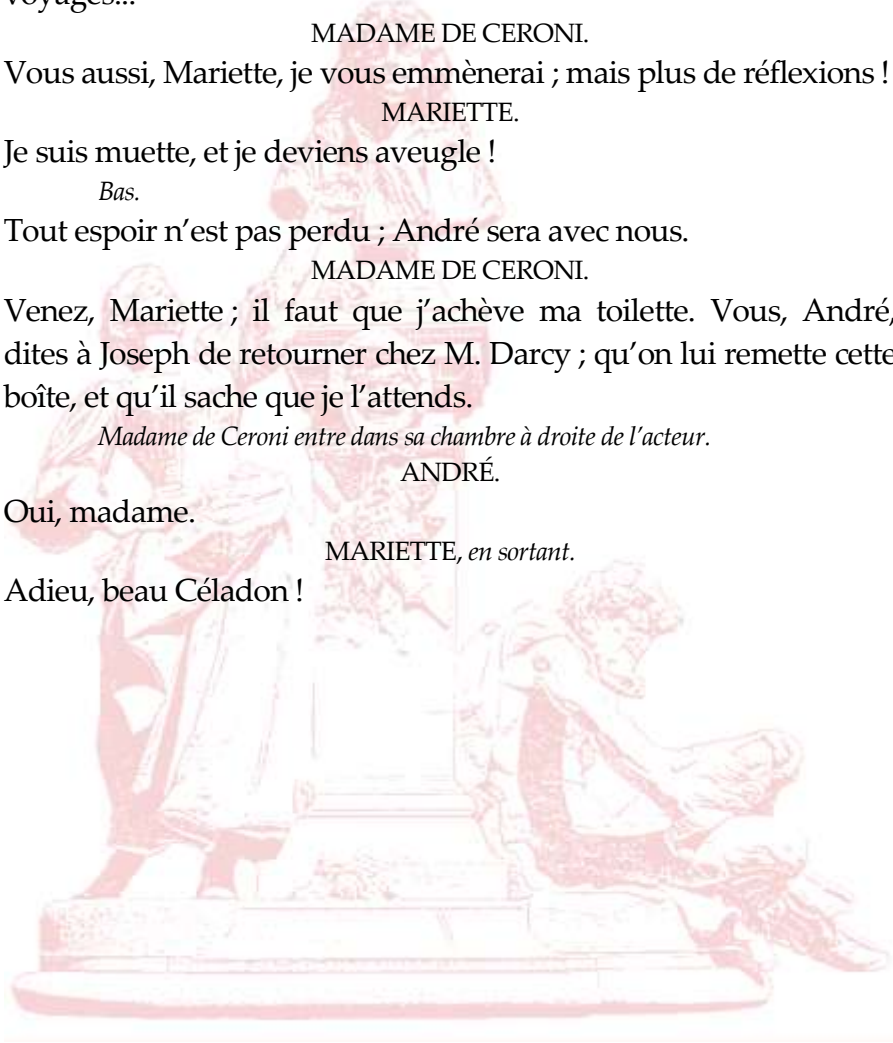 voyages...
MADAME DE CERONI.
Vous aussi, Mariette, je vous emmènerai ; mais plus de réflexions !
MARIETTE.
Je suis muette, et je deviens aveugle !
Bas.
Tout espoir n’est pas perdu ; André sera avec nous.
MADAME DE CERONI.
Venez, Mariette ; il faut que j’achève ma toilette. Vous, André,
dites à Joseph de retourner chez M. Darcy ; qu’on lui remette cette
boîte, et qu’il sache que je l’attends.
Madame de Ceroni entre dans sa chambre à droite de l’acteur.
ANDRÉ.
Oui, madame.
MARIETTE, en sortant.
Adieu, beau Céladon !